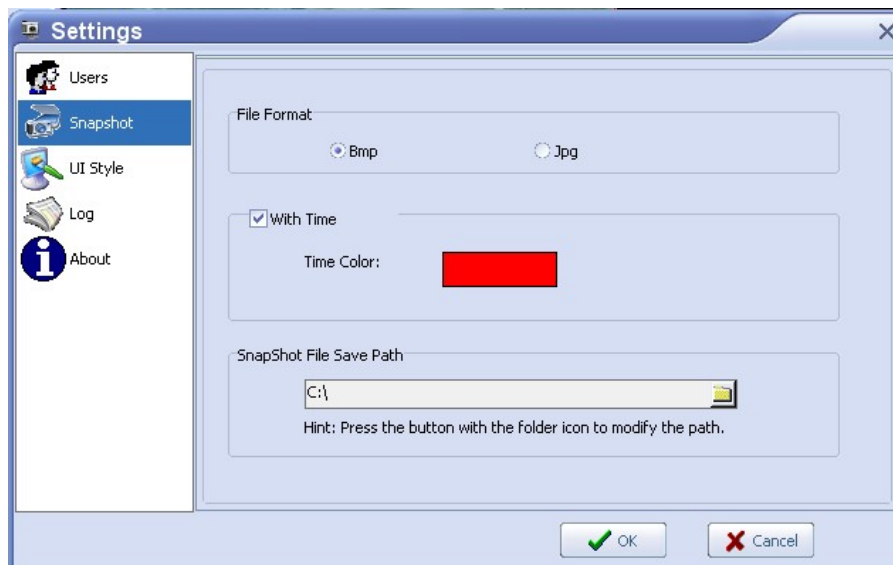 Settings
Users
Snapshot
UI Style
Log
About
File Format
Bmp
Jpg
With Time
Time Color:
SnapShot File Save Path
C:\
Hint: Press the button with the folder icon to modify the path.
OK
Cancel